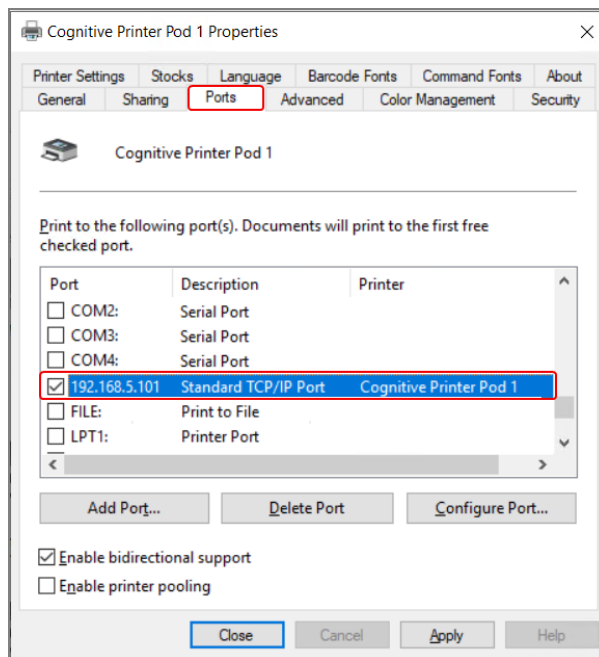 Cognitive Printer Pod 1 Properties
Printer Settings Stocks Language Barcode Fonts Command Fonts About
General Sharing Ports Advanced Color Management Security
Cognitive Printer Pod 1
Print to the following port(s). Documents will print to the first free
checked port.
Port Description Printer
COM2: Serial Port
COM3: Serial Port
COM4: Serial Port
192.168.5.101 Standard TCP/IP Port Cognitive Printer Pod 1
FILE: Print to File
LPT1: Printer Port
Add Port... Delete Port Configure Port...
Enable bidirectional support
Enable printer pooling
Close Cancel Apply Help